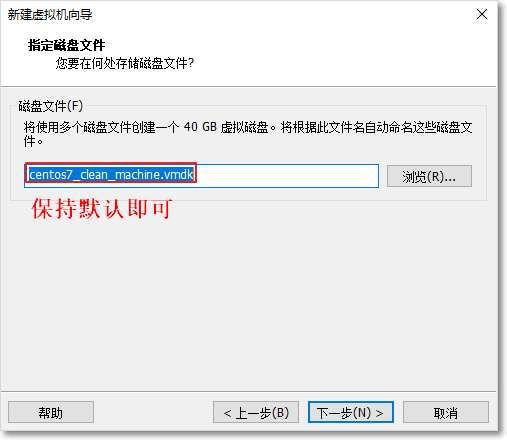 新建虚拟机向导
指定磁盘文件
您要在何处存储磁盘文件?
磁盘文件(F)
将使用多个磁盘文件创建一个 40 GB 虚拟磁盘。将根据此文件名自动命名这些磁盘文
件。
centos7_clean_machine.vmdk
浏览(R)...
保持默认即可
帮助
< 上一步(B)
下一步(N) >
取消